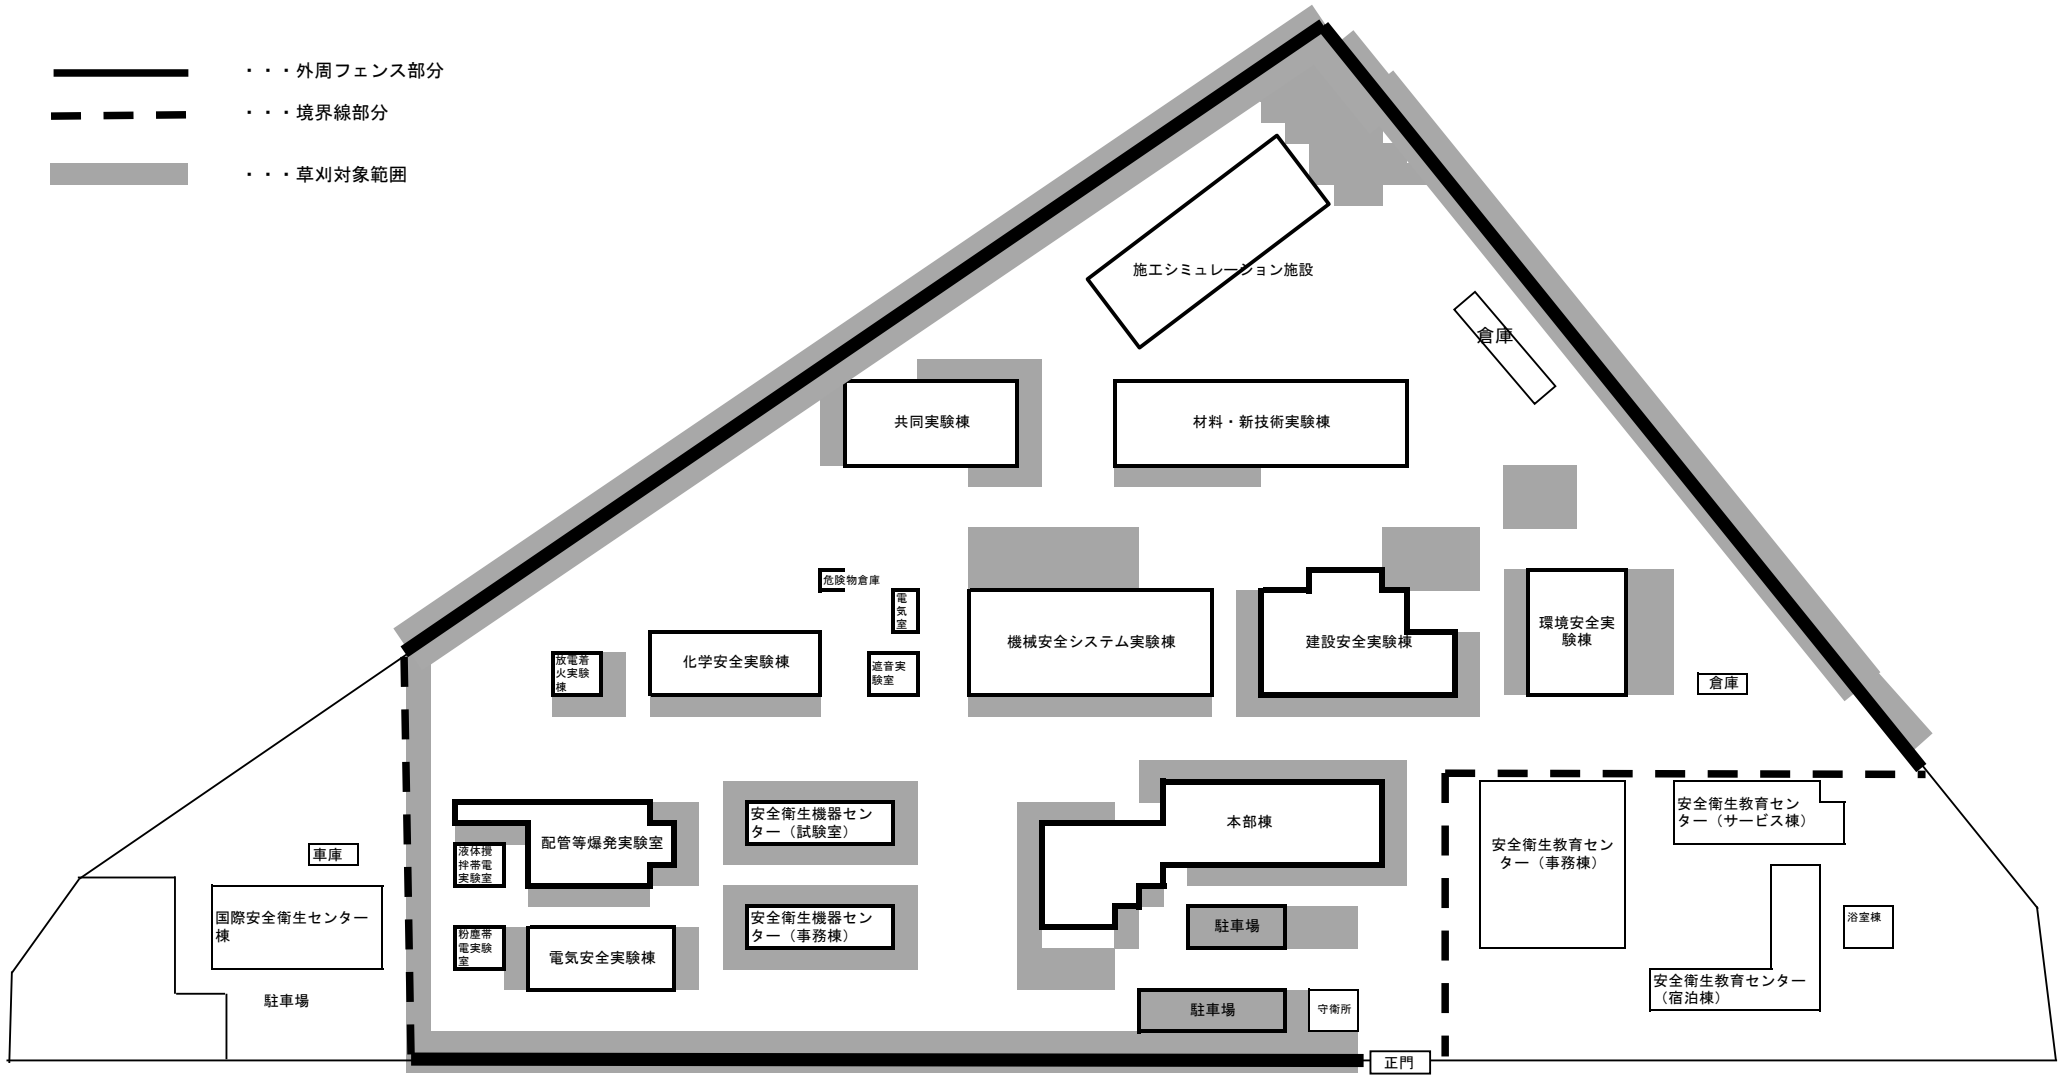 ・・・外周フェンス部分
・・・境界線部分
・・・草刈対象範囲
施工シミュレーション施設
倉庫
共同実験棟
材料・新技術実験棟
危険物倉庫
電
気
室
機械安全システム実験棟
建設安全実験棟
環境安全実
験棟
放電着
火実験
棟
化学安全実験棟
遮音実
験室
倉庫
安全衛生機器セン
ター（試験室）
本部棟
安全衛生教育セン
ター（サービス棟）
配管等爆発実験室
安全衛生教育セン
ター（事務棟）
車庫
液体攪
拌帯電
実験室
国際安全衛生センター
棟
安全衛生機器セン
ター（事務棟）
駐車場
浴室棟
粉塵帯
電実験
室
電気安全実験棟
安全衛生教育センター
（宿泊棟）
駐車場
駐車場
守衛所
正門